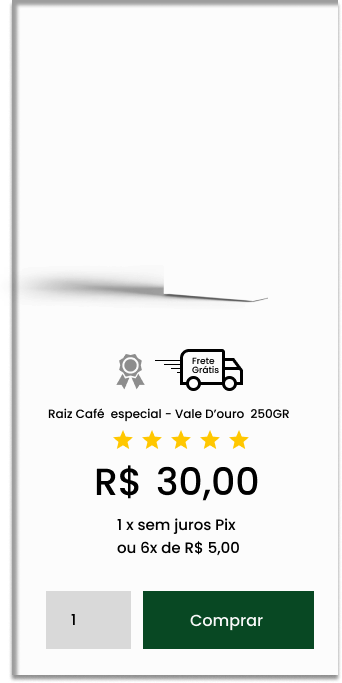 Frete
Grátis
Raiz Café especial - Vale D'ouro 250GR
R$ 30,00
1 x sem juros Pix
ou 6x de R$ 5,00
1
Comprar